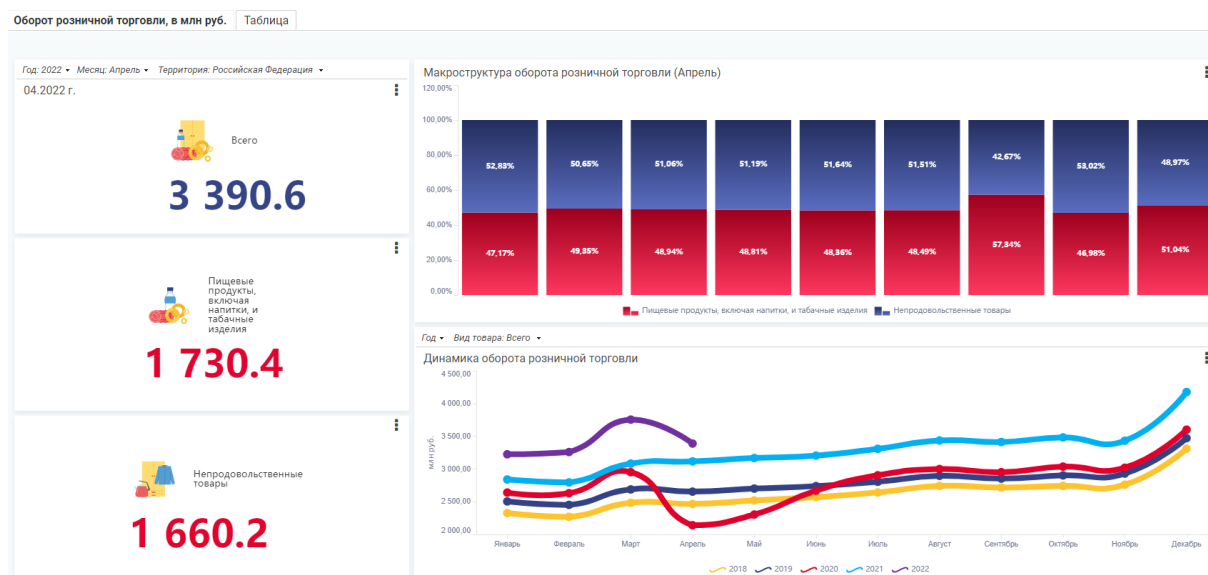 Оборот розничной торговли, в млн руб. Таблица
Год: 2022 Месяц: Апрель Территория: Российская Федерация
04.2022 г.
Всего
3 390.6
Пищевые
продукты,
включая
напитки, и
табачные
изделия
1 730.4
Непродовольственные
товары
1 660.2
Макроструктура оборота розничной торговли (Апрель)
120,00%
100,00%
80,00%
60,00%
40,00%
20,00%
0,00%
52,83% 50,65% 51,06% 51,19% 51,64% 51,51% 42,67% 53,02% 48,97%
47,17% 49,35% 48,94% 48,81% 48,36% 48,49% 57,34% 46,98% 51,04%
Пищевые продукты, включая напитки, и табачные изделия Непродовольственные товары
Год Вид товара: Всего
Динамика оборота розничной торговли
млн руб.
4 500,00
4 000,00
3 500,00
3 000,00
2 500,00
2 000,00
Январь Февраль Март Апрель Май Июнь Июль Август Сентябрь Октябрь Ноябрь Декабрь
2018 2019 2020 2021 2022